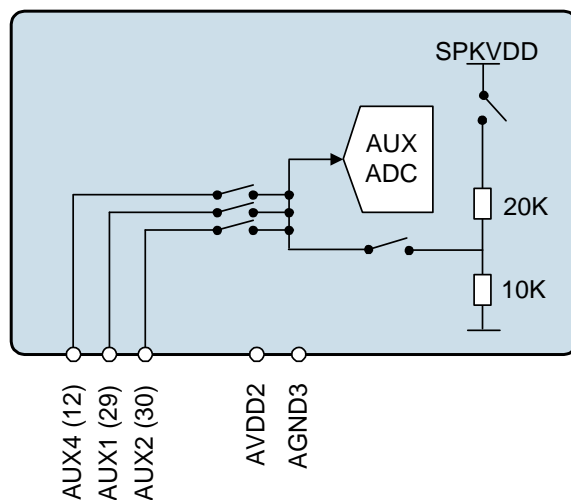 SPKVDD
AUX
ADC
20K
10K
AUX4 (12)
AUX1 (29)
AUX2 (30)
AVDD2
AGND3